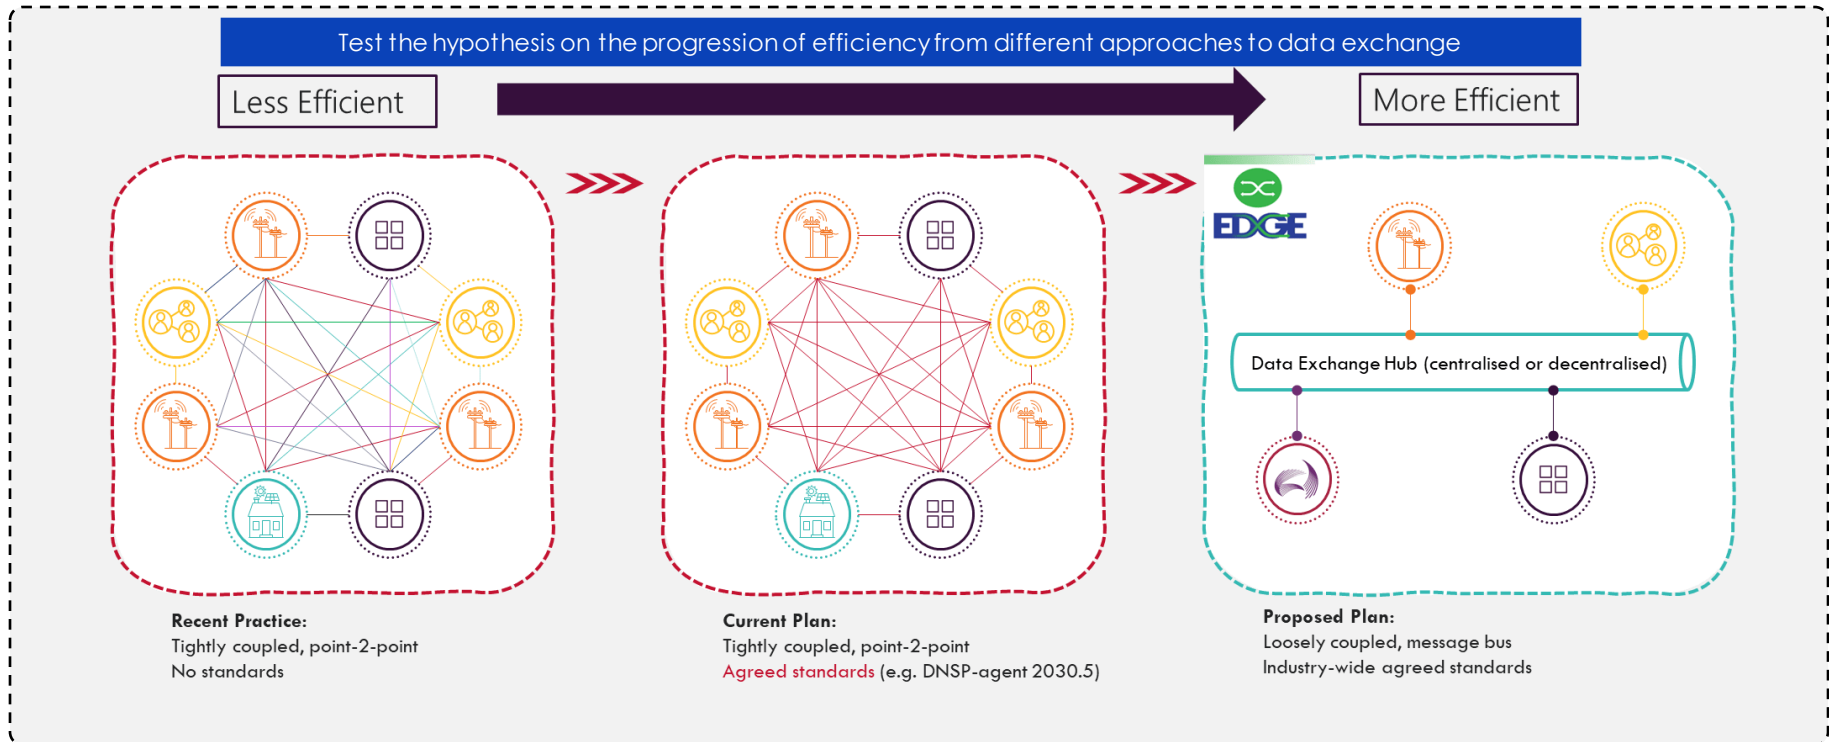 Test the hypothesis on the progression of efficiency from different approaches to data exchange
Less Efficient
More Efficient
EDGE
Data Exchange Hub (centralised or decentralised)
Recent Practice:
Tightly coupled, point-2-point
No standards
Current Plan:
Tightly coupled, point-2-point
Agreed standards (e.g. DNSP-agent 2030.5)
Proposed Plan:
Loosely coupled, message bus
Industry-wide agreed standards